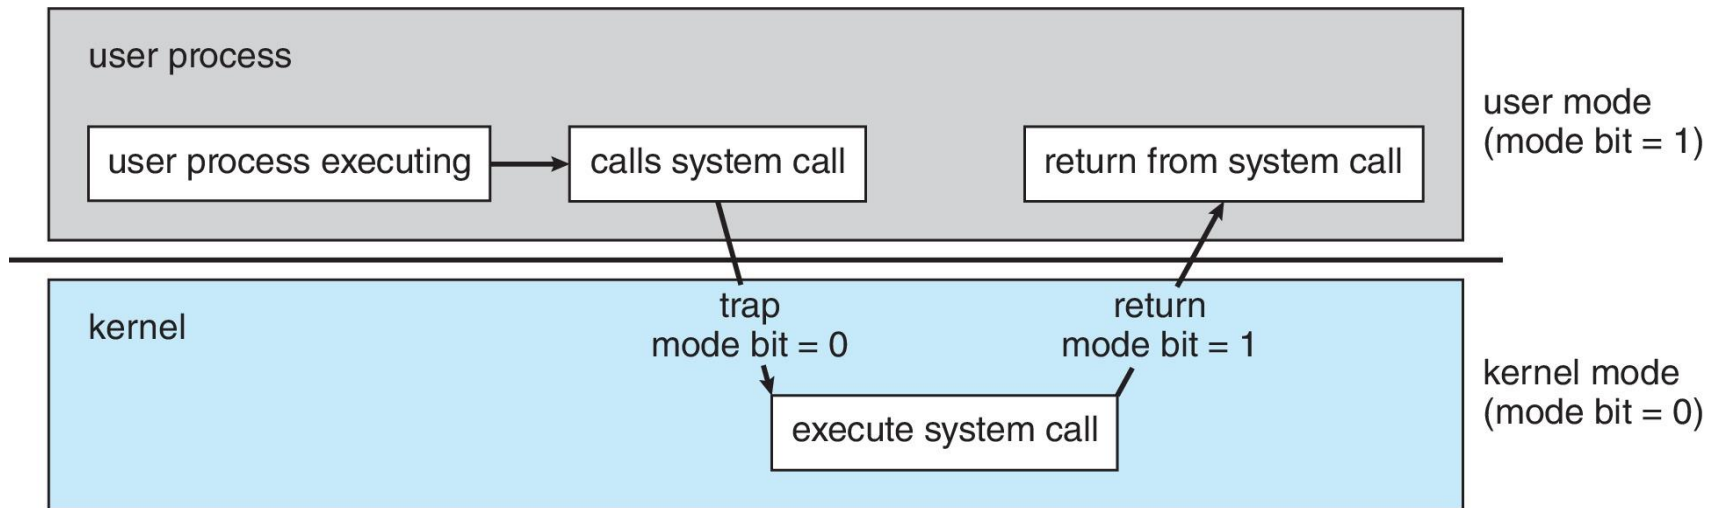 user process
user process executing
calls system call
return from system call
user mode
(mode bit = 1)
kernel
trap
mode bit = 0
return
mode bit = 1
execute system call
kernel mode
(mode bit = 0)